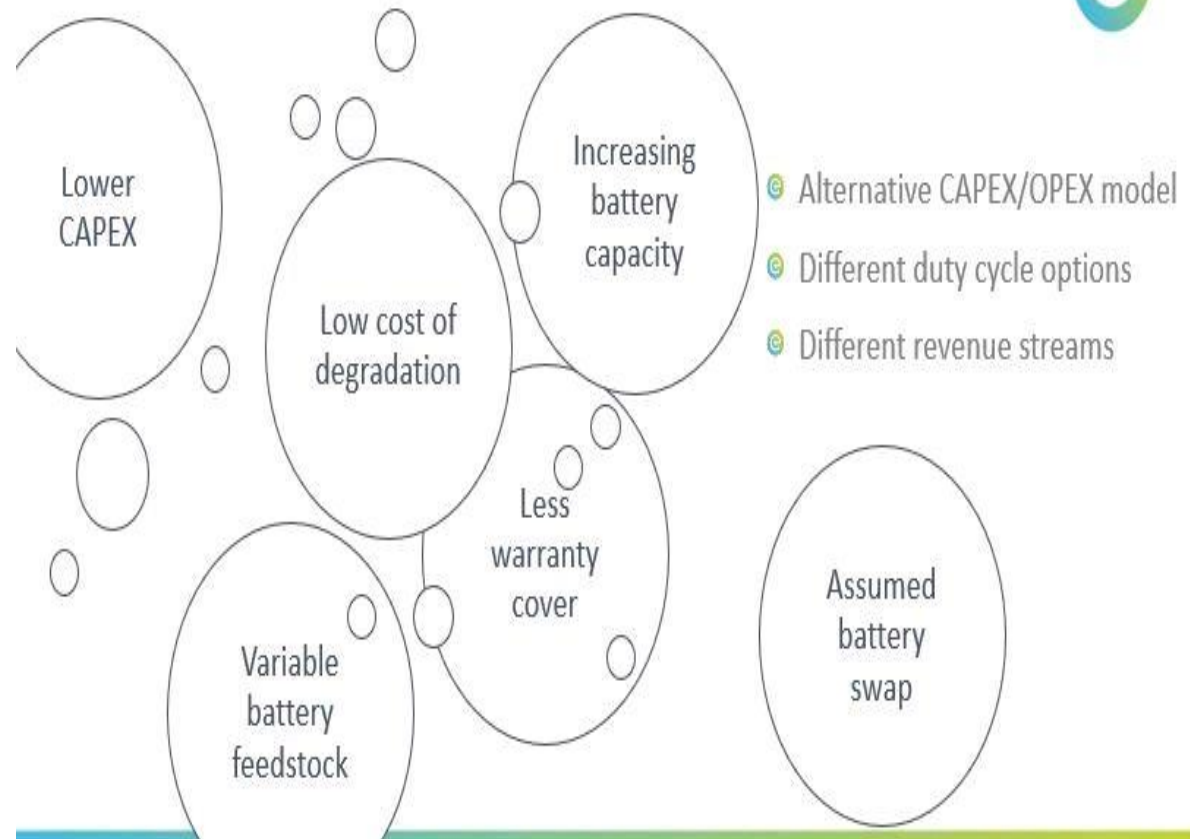 Lower
CAPEX
Low cost of
degradation
Increasing
battery
capacity
Alternative CAPEX/OPEX model
Different duty cycle options
Different revenue streams
Less
warranty
cover
Variable
battery
feedstock
Assumed
battery
swap